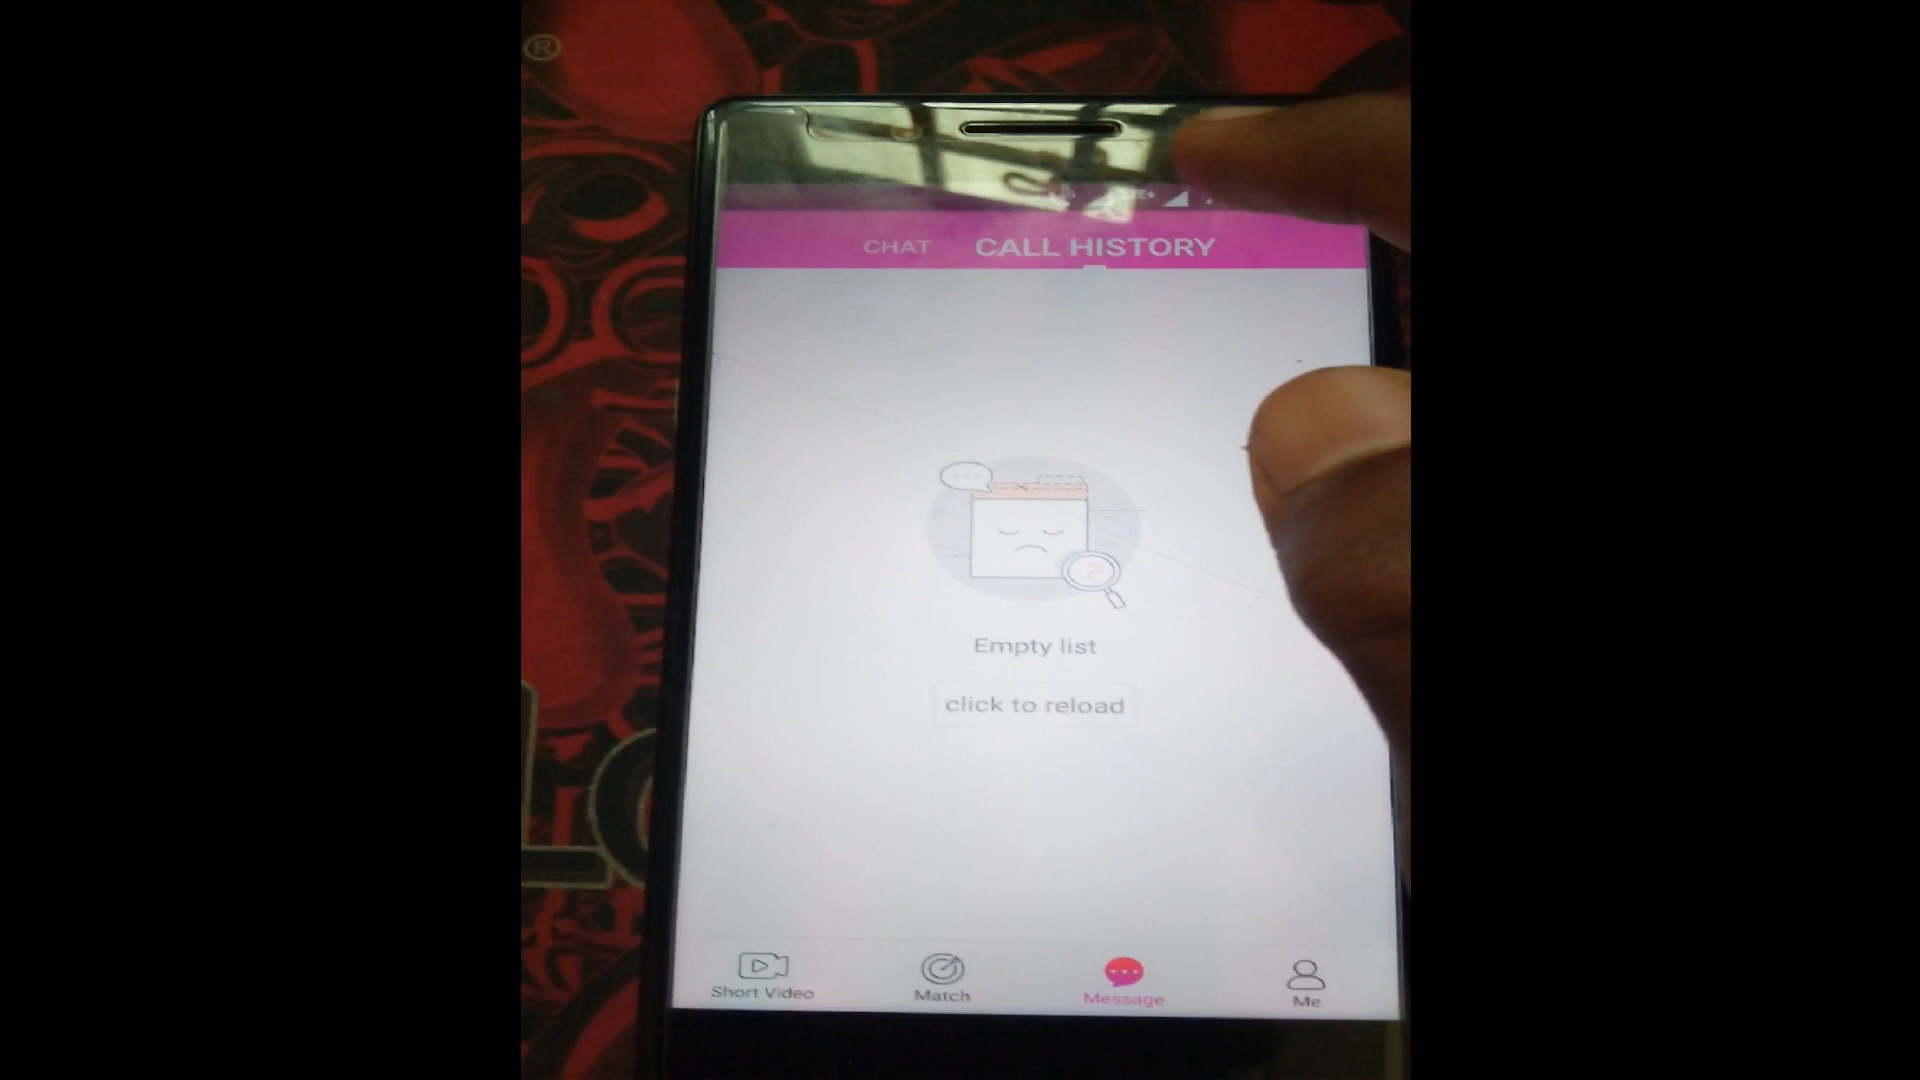 ®
CHAT CALL HISTORY
Empty list
click to reload
Short Video Match Message Me